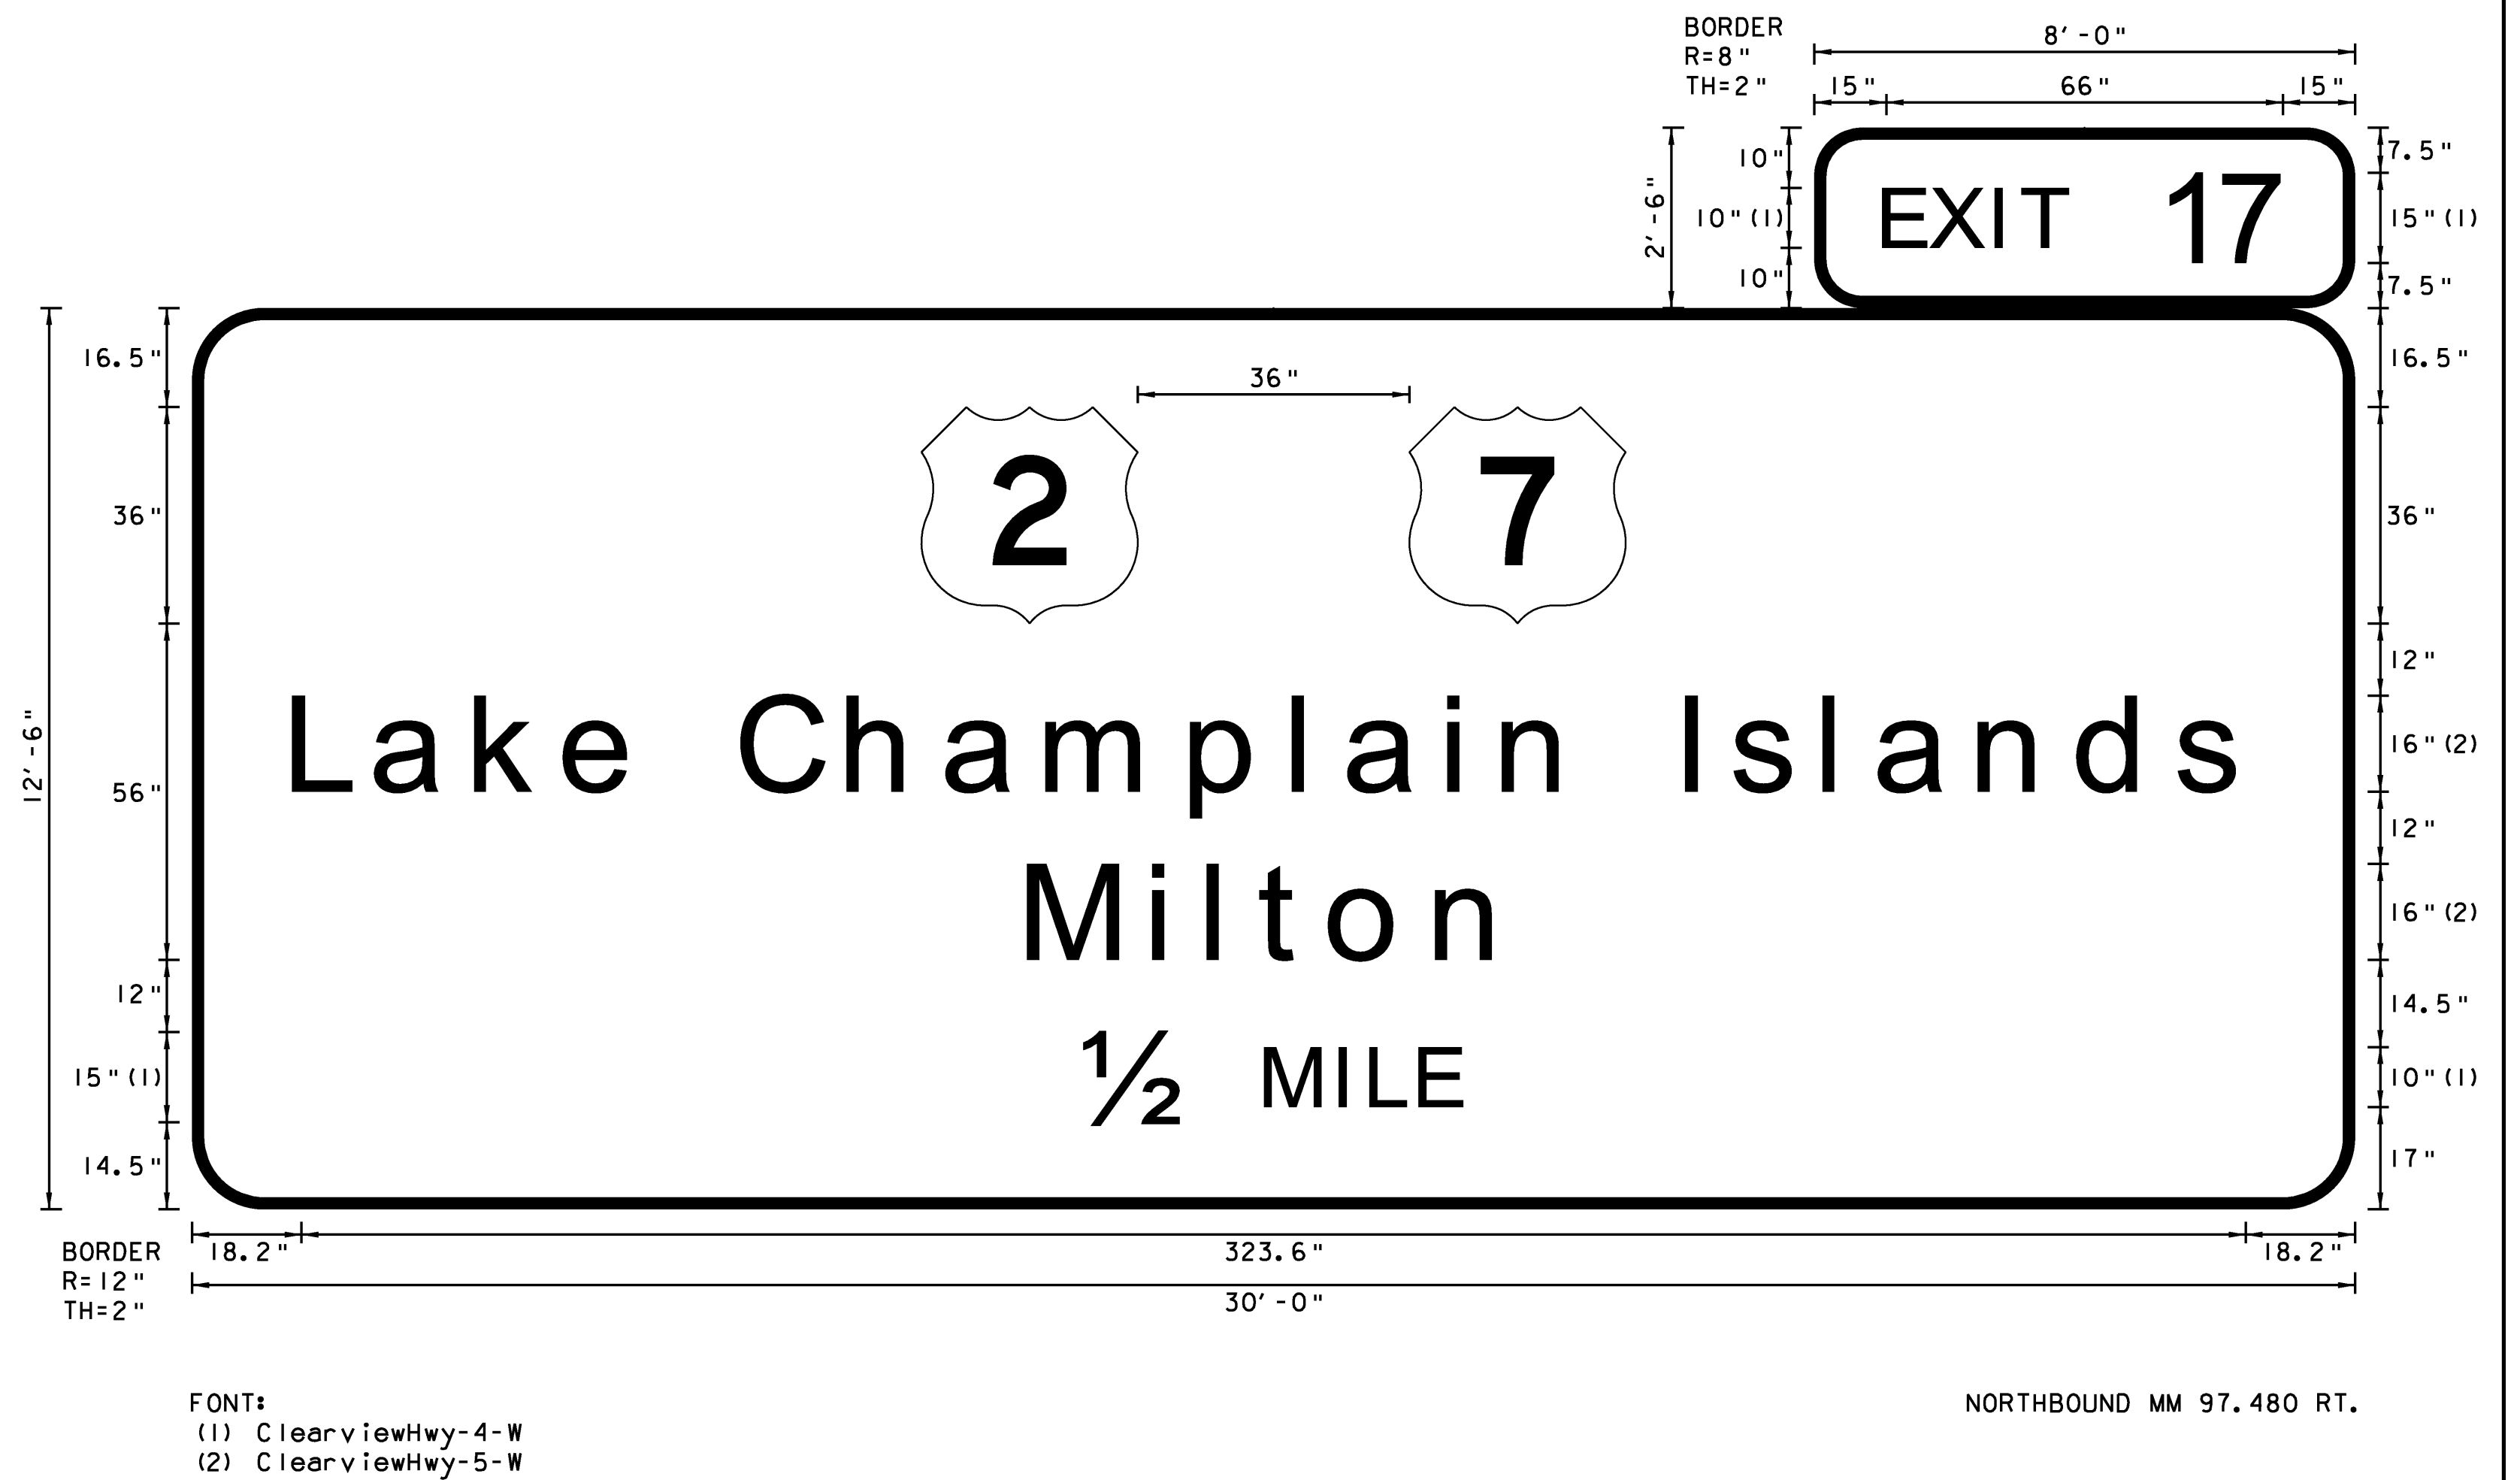 BORDER
R=8"
TH=2"
8'-0"
15" 66" 15"
2'-6"
10"
10"(1)
10"
EXIT 17
7.5"
15"(1)
7.5"
12'-6"
16.5"
36"
56"
12"
15"(1)
14.5"
36"
2 7
Lake Champlain Islands
Milton
½ MILE
16.5"
36"
12"
16"(2)
12"
16"(2)
14.5"
10"(1)
17"
BORDER
R=12"
TH=2"
18.2" 323.6" 18.2"
30'-0"
FONT:
(1) ClearviewHwy-4-W
(2) ClearviewHwy-5-W
NORTHBOUND MM 97.480 RT.